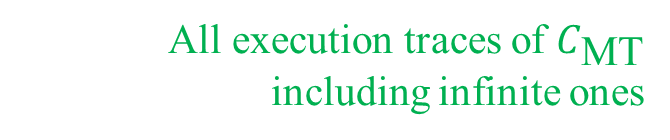 All execution traces of C_MT
including infinite ones